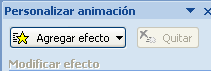 Personalizar animación
Agregar efecto Quitar
Modificar efecto